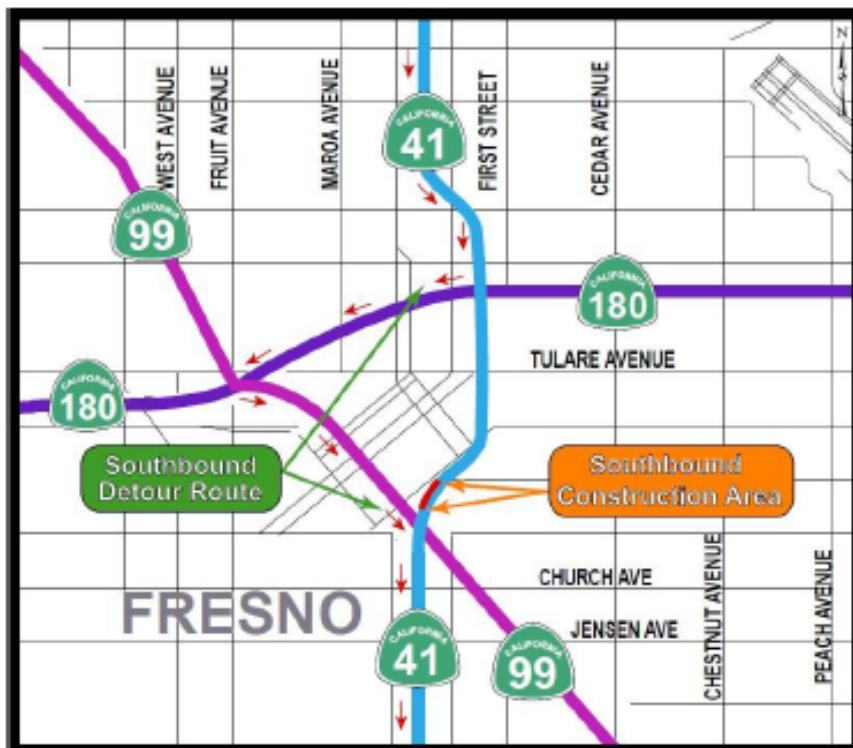 N
WEST AVENUE
FRUIT AVENUE
MAROA AVENUE
CALIFORNIA
41
FIRST STREET
CEDAR AVENUE
CALIFORNIA
99
CALIFORNIA
180
TULARE AVENUE
CALIFORNIA
180
Southbound
Detour Route
Southbound
Construction Area
FRESNO
CHURCH AVE
JENSEN AVE
CHESTNUT AVENUE
PEACH AVENUE
CALIFORNIA
41
CALIFORNIA
99